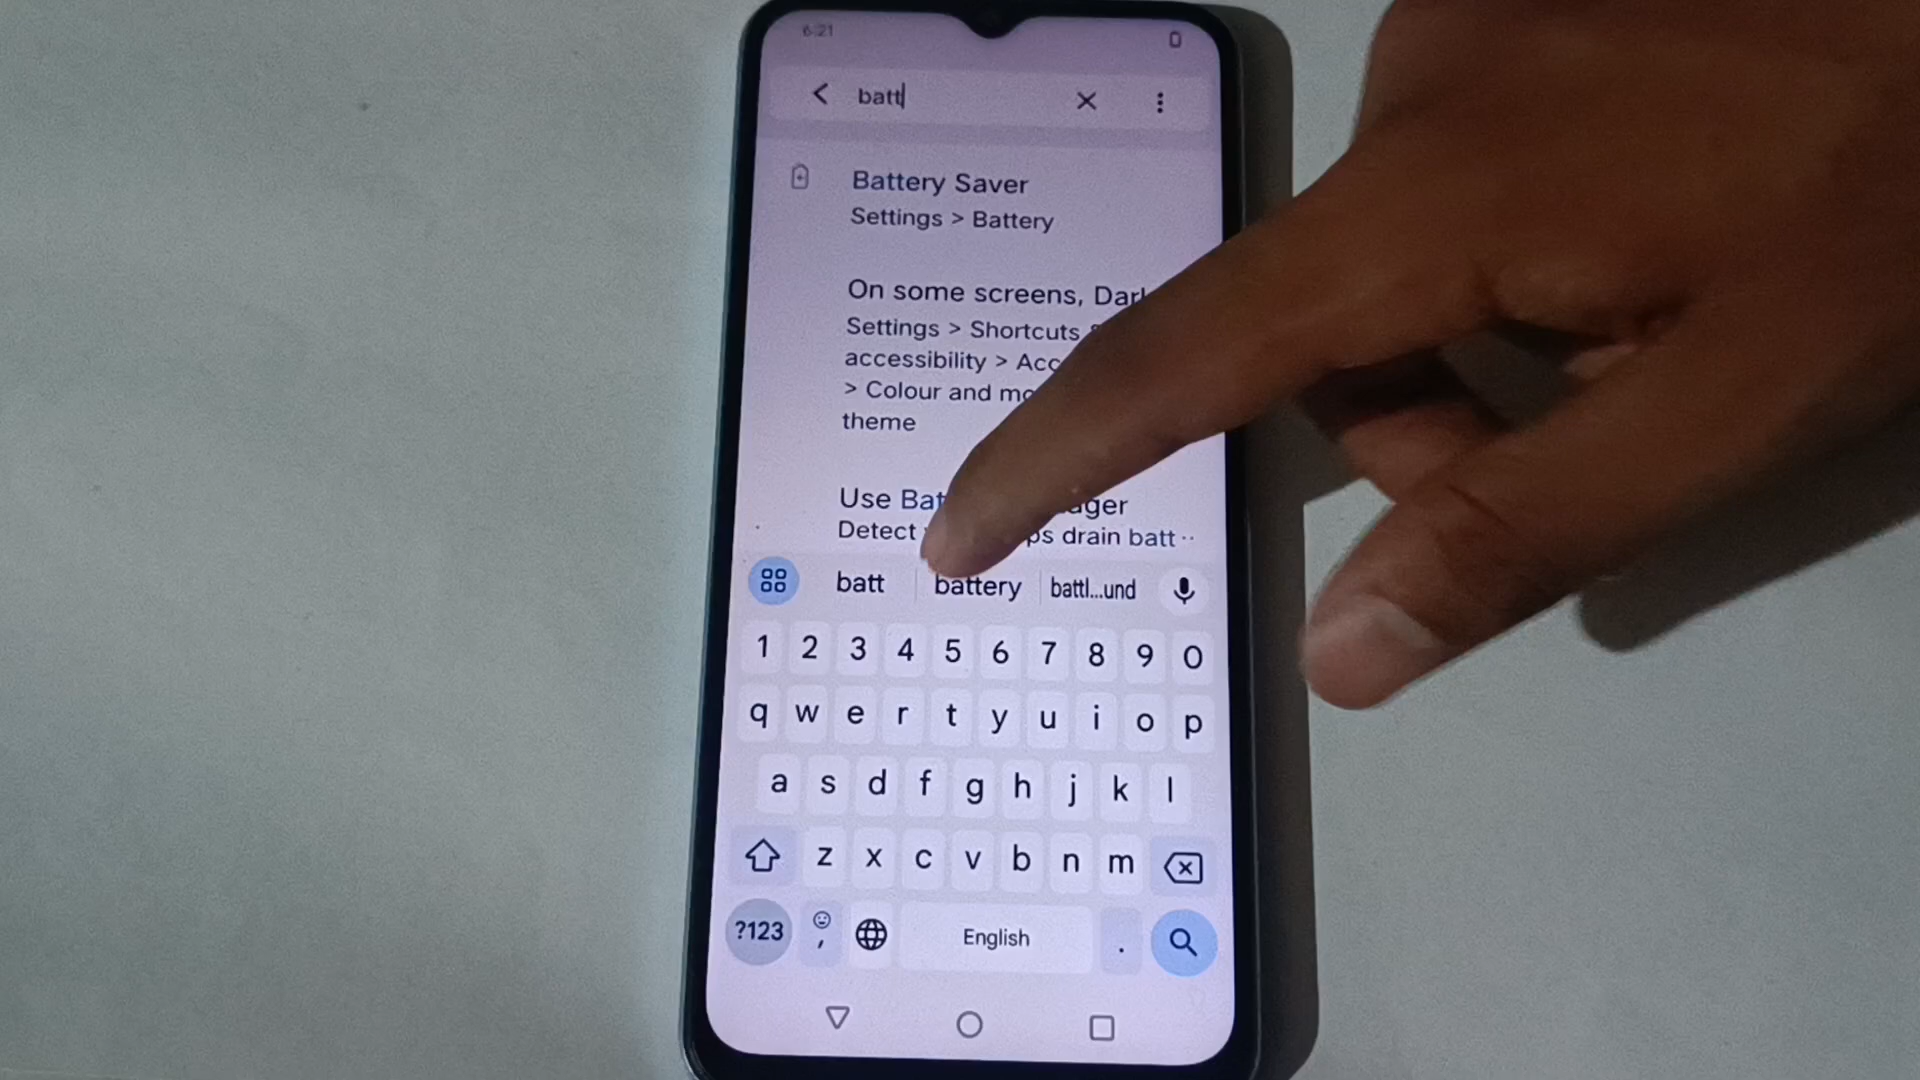 6:21
batt
Battery Saver
Settings > Battery
On some screens, Dar
Settings > Shortcuts
accessibility > Acc
> Colour and mo
theme
Use Bat ager
Detect ps drain batt ··
batt battery battl...und
1 2 3 4 5 6 7 8 9 0
q w e r t y u i o p
a s d f g h j k l
z x c v b n m
?123 , English .